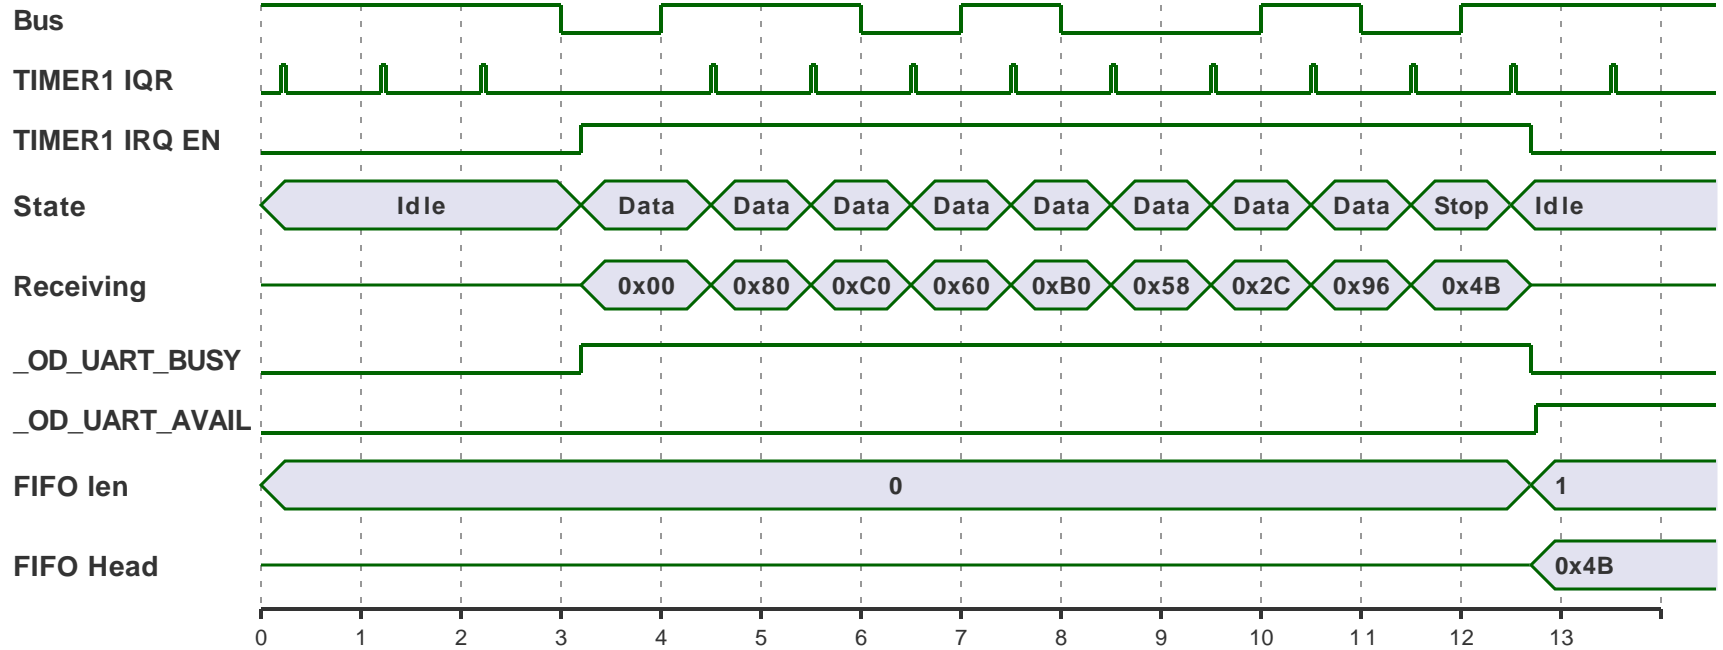 Bus
TIMER1 IQR
TIMER1 IRQ EN
State Idle Data Data Data Data Data Data Data Data Stop Idle
Receiving 0x00 0x80 0xC0 0x60 0xB0 0x58 0x2C 0x96 0x4B
_OD_UART_BUSY
_OD_UART_AVAIL
FIFO len 0 1
FIFO Head 0x4B
0 1 2 3 4 5 6 7 8 9 10 11 12 13